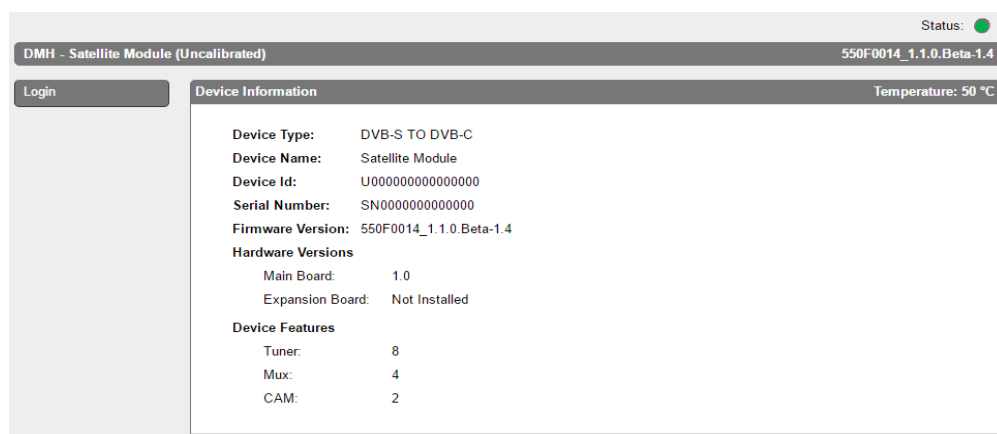 Status:
DMH - Satellite Module (Uncalibrated) 550F0014_1.1.0.Beta-1.4
Login
Device Information Temperature: 50 °C
Device Type: DVB-S TO DVB-C
Device Name: Satellite Module
Device Id: U000000000000000
Serial Number: SN0000000000000
Firmware Version: 550F0014_1.1.0.Beta-1.4
Hardware Versions
Main Board: 1.0
Expansion Board: Not Installed
Device Features
Tuner: 8
Mux: 4
CAM: 2